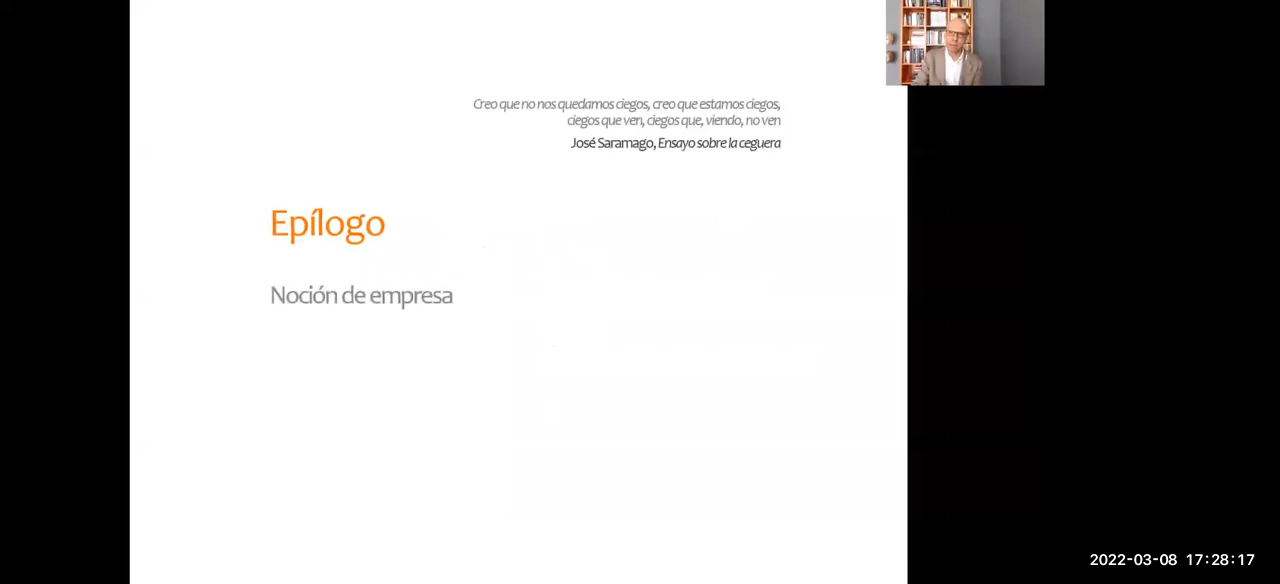 Creo que no nos quedamos ciegos, creo que estamos ciegos,
ciegos que ven, ciegos que, viendo, no ven
José Saramago, Ensayo sobre la ceguera
Epílogo
Noción de empresa
2022-03-08 17:28:17